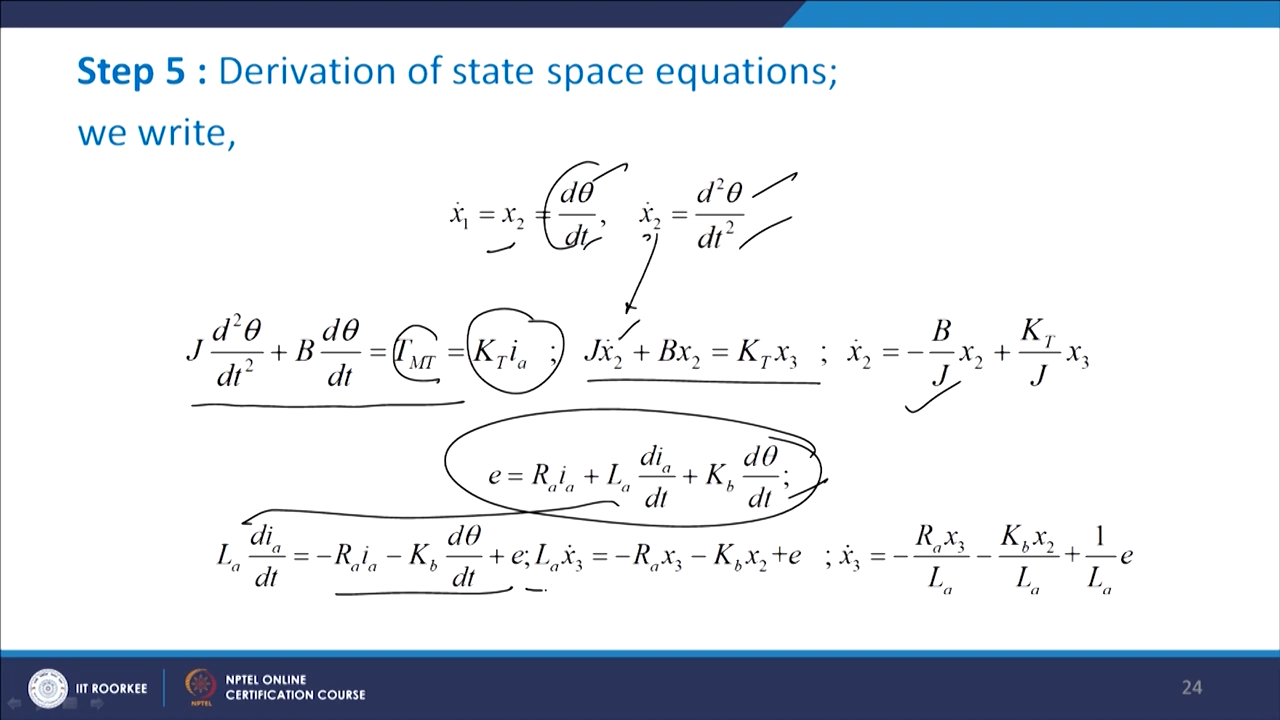 Step 5 : Derivation of state space equations;
we write,
ẋ₁ = x₂ = dθ/dt, ẋ₂ = d²θ/dt²
J d²θ/dt² + B dθ/dt = T_MT = K_T i_a ; Jẋ₂ + Bx₂ = K_T x₃ ; ẋ₂ = −B/J x₂ + K_T/J x₃
e = R_a i_a + L_a di_a/dt + K_b dθ/dt;
L_a di_a/dt = −R_a i_a − K_b dθ/dt + e; L_a ẋ₃ = −R_a x₃ − K_b x₂ + e ; ẋ₃ = −R_a x₃/L_a − K_b x₂/L_a + 1/L_a e
IIT ROORKEE
NPTEL
NPTEL ONLINE
CERTIFICATION COURSE
24